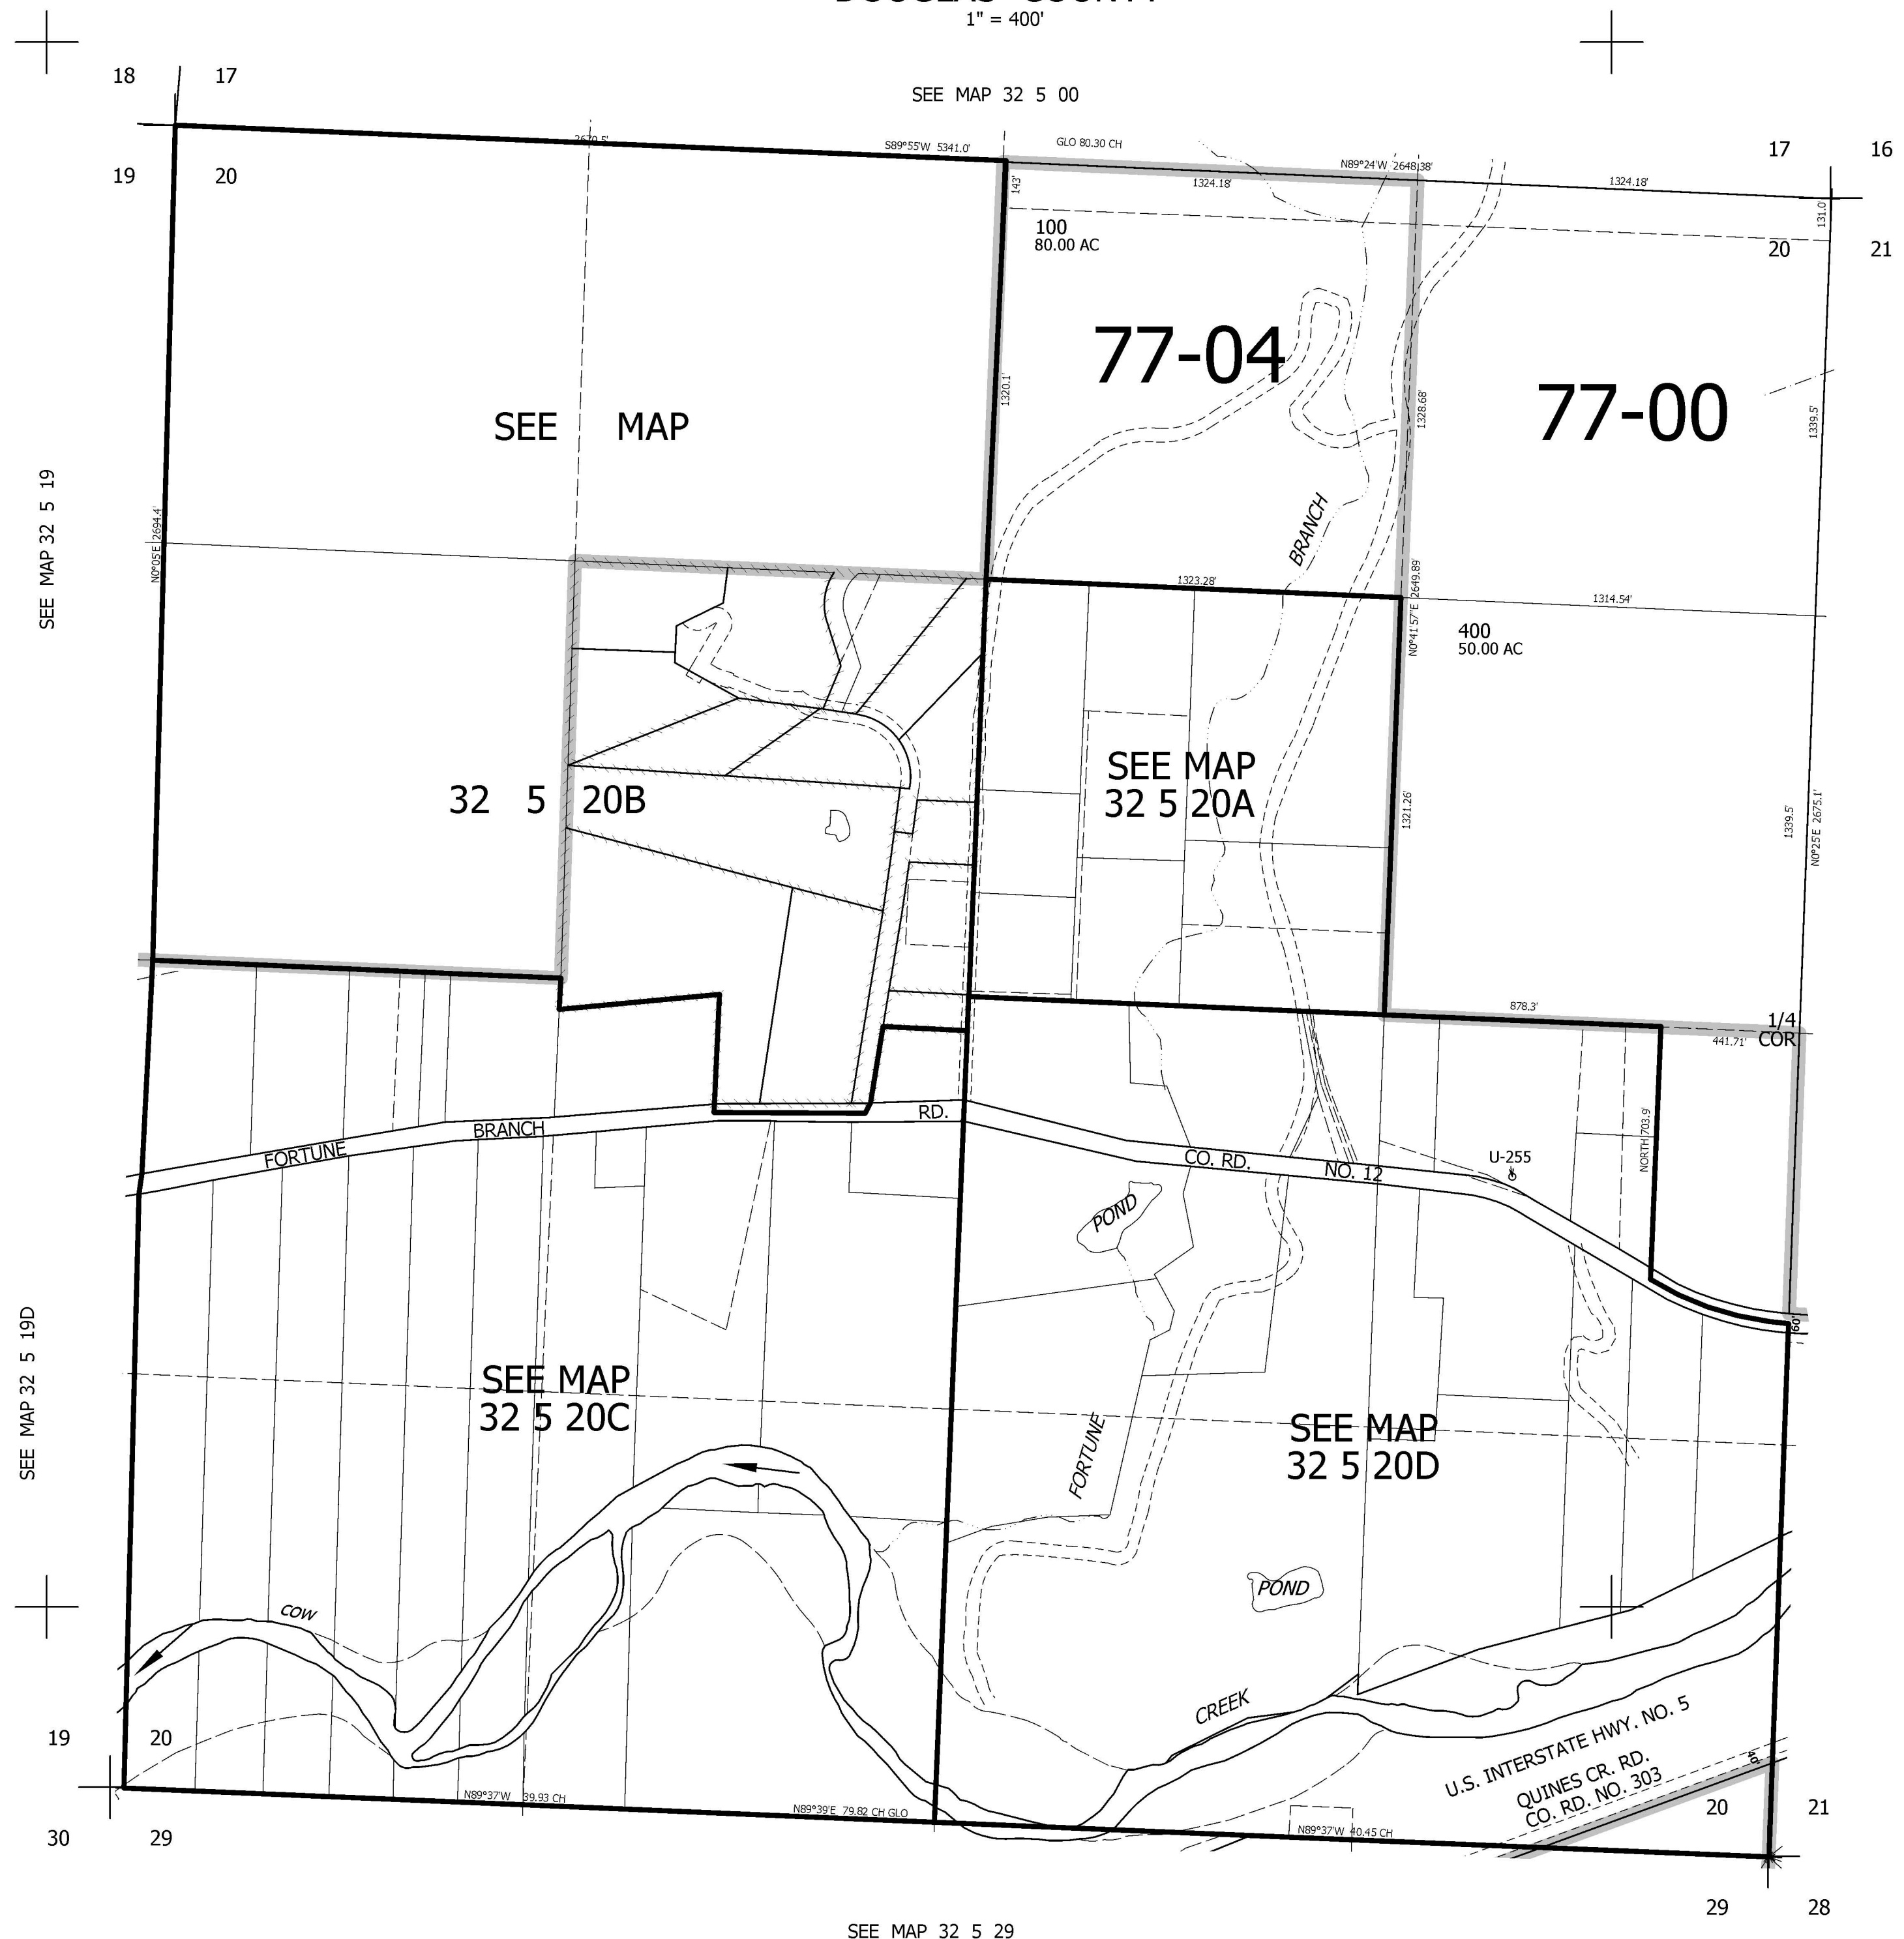 DOUGLAS COUNTY
1" = 400'
18 17
SEE MAP 32 5 00
17 16
19 20
2670.5'
S89°55'W 5341.0'
GLO 80.30 CH
N89°24'W 2648.38'
143'
1324.18'
1324.18'
131.0'
100
80.00 AC
20 21
77-04
77-00
1320.1'
1328.68'
1339.5'
SEE MAP
SEE MAP 32 5 19
N0°05'E 2694.4'
BRANCH
1323.28'
N0°41'57"E 2649.89'
1314.54'
400
50.00 AC
SEE MAP
32 5 20A
32 5 20B
1321.26'
1339.5'
N0°25'E 2675.1'
878.3'
1/4
COR
441.71'
NORTH 703.9'
FORTUNE BRANCH RD.
CO. RD. NO. 12
U-255
POND
60'
SEE MAP 32 5 19D
SEE MAP
32 5 20C
FORTUNE
SEE MAP
32 5 20D
POND
COW
CREEK
U.S. INTERSTATE HWY. NO. 5
QUINES CR. RD.
CO. RD. NO. 303
40'
19 20
20 21
N89°37'W 39.93 CH
N89°39'E 79.82 CH GLO
N89°37'W 40.45 CH
30 29
29 28
SEE MAP 32 5 29